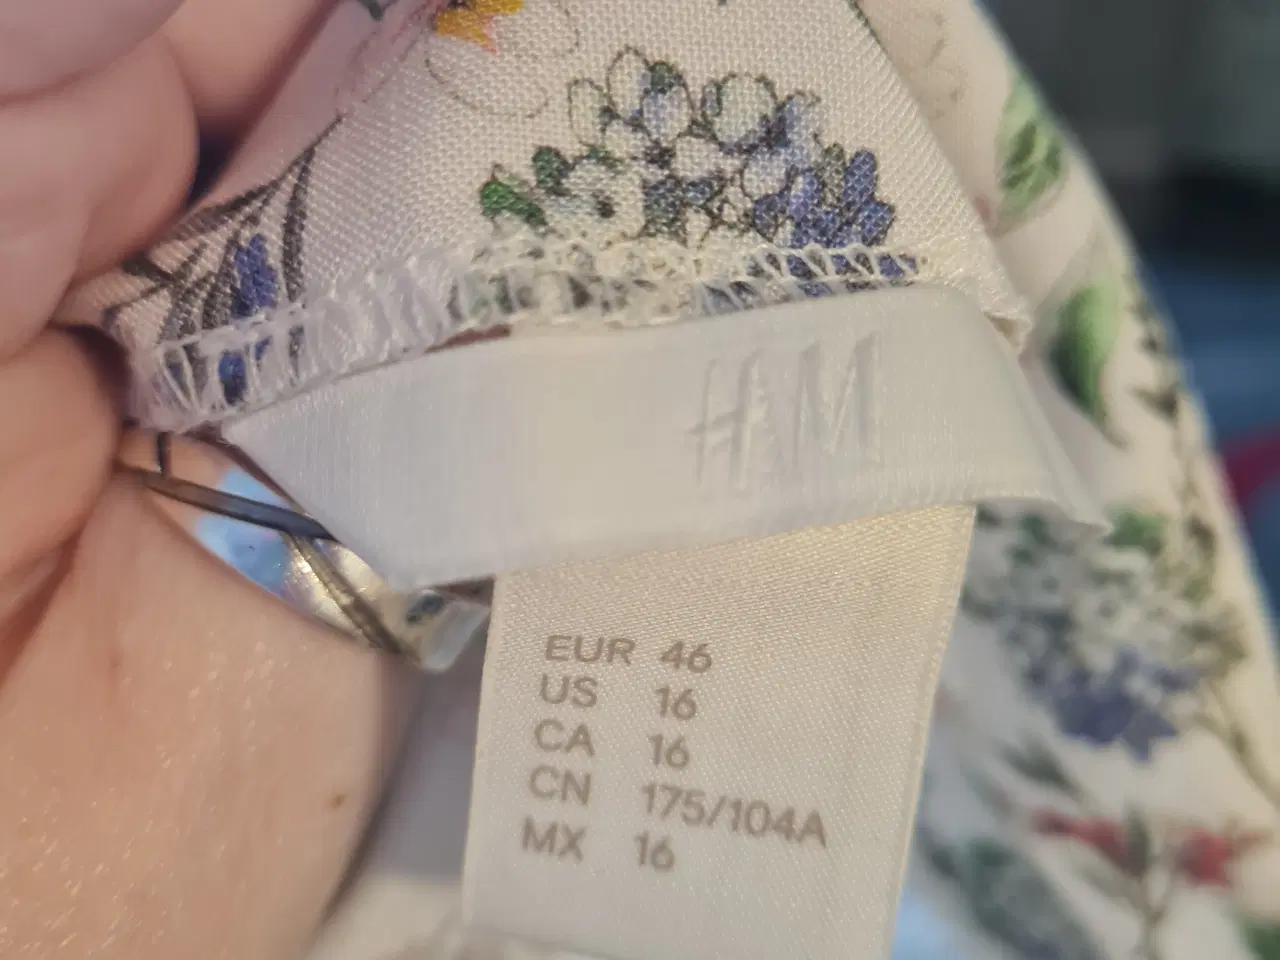 H&M
EUR 46
US 16
CA 16
CN 175/104A
MX 16